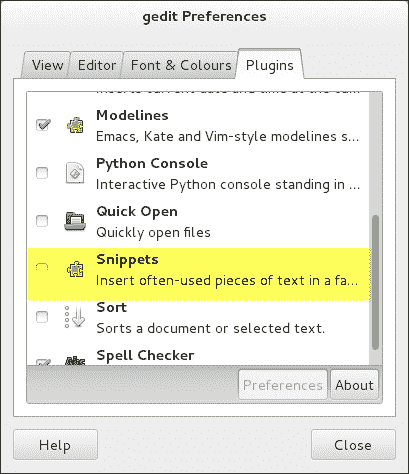 gedit Preferences
View Editor Font & Colours Plugins
Modelines
Emacs, Kate and Vim-style modelines s...
Python Console
Interactive Python console standing in ...
Quick Open
Quickly open files
Snippets
Insert often-used pieces of text in a fa...
Sort
Sorts a document or selected text.
Spell Checker
Preferences About
Help Close